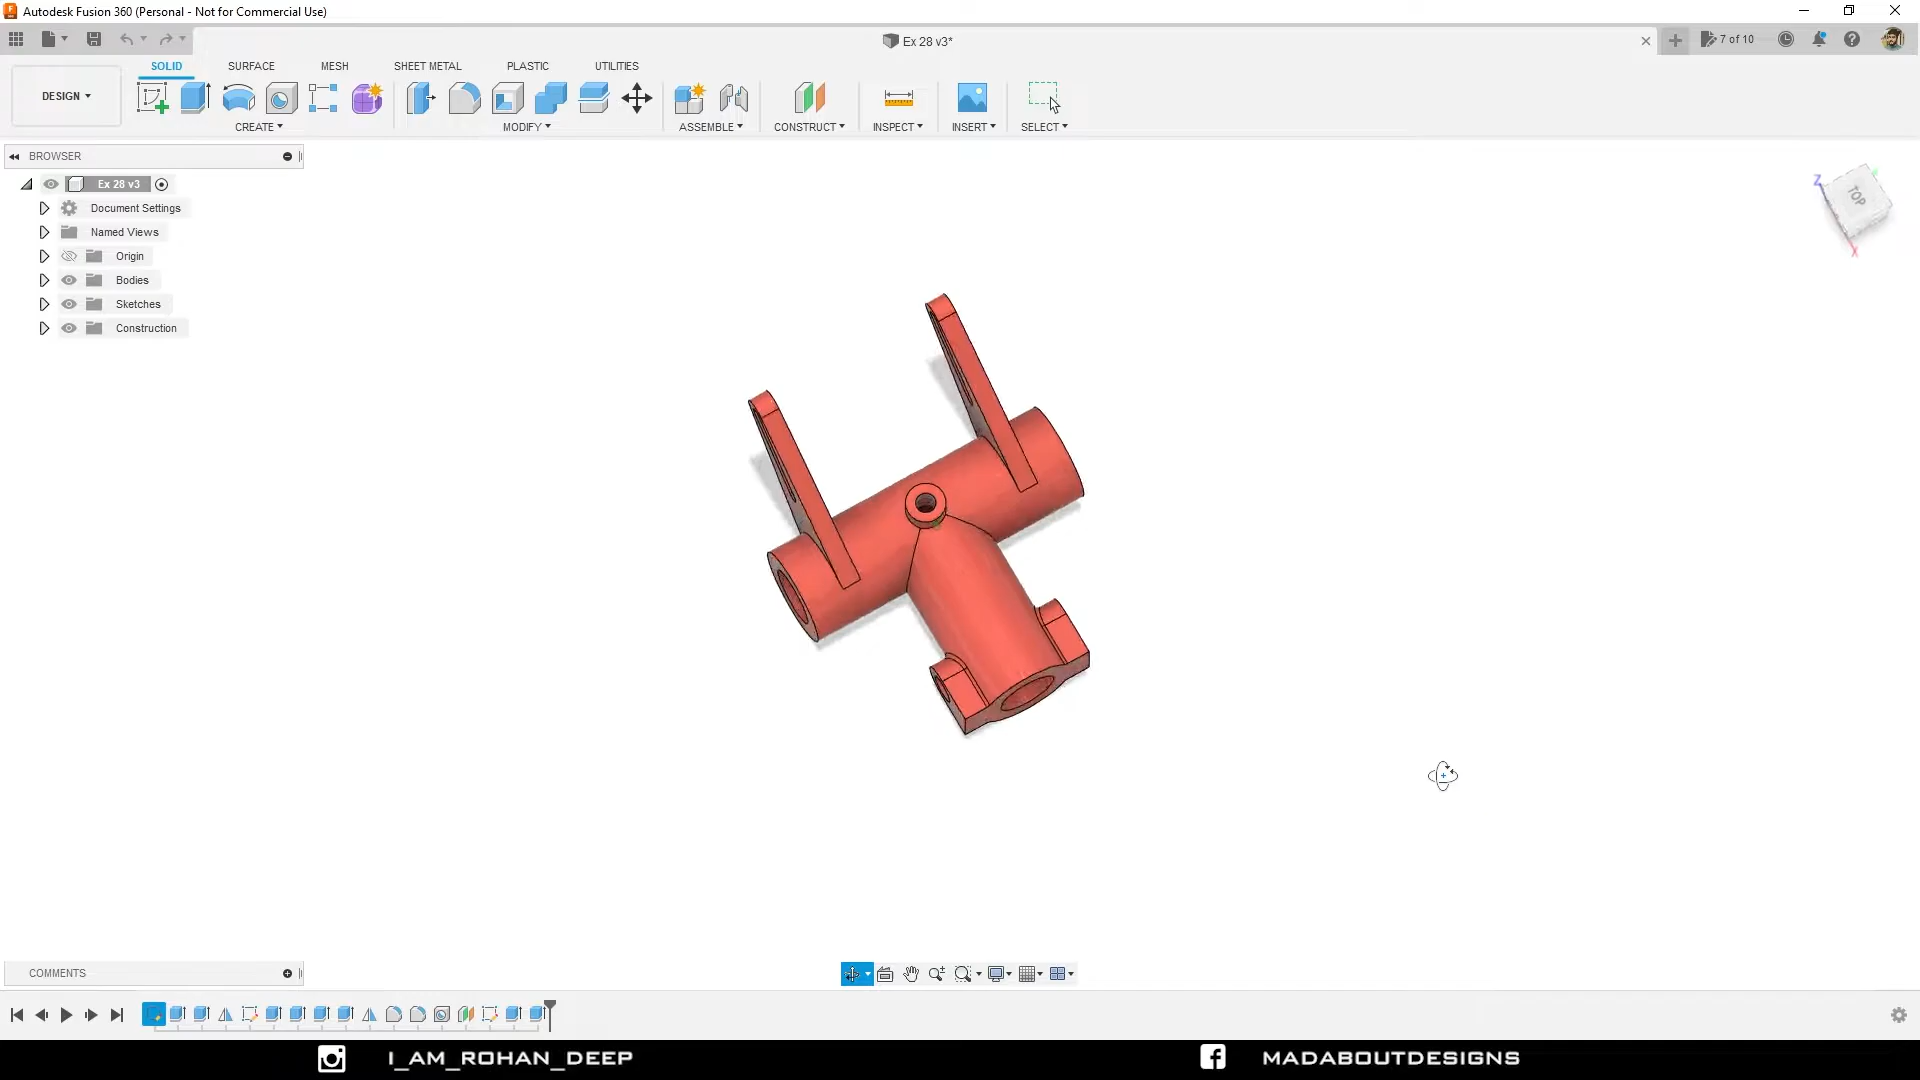 Autodesk Fusion 360 (Personal - Not for Commercial Use)
Ex 28 v3*
7 of 10
SOLID
SURFACE
MESH
SHEET METAL
PLASTIC
UTILITIES
DESIGN
CREATE
MODIFY
ASSEMBLE
CONSTRUCT
INSPECT
INSERT
SELECT
BROWSER
Ex 28 v3
Document Settings
Named Views
Origin
Bodies
Sketches
Construction
Z
TOP
X
COMMENTS
I_AM_ROHAN_DEEP
MADABOUTDESIGNS